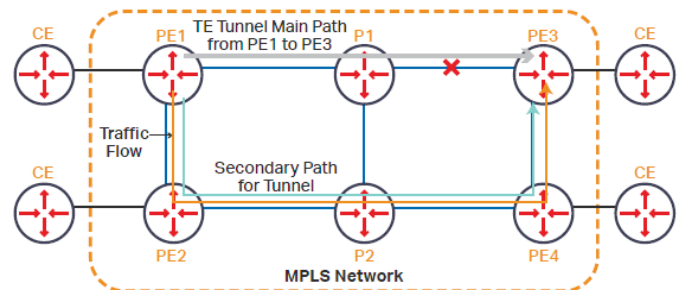 CE
PE1
TE Tunnel Main Path
from PE1 to PE3
P1
PE3
CE
Traffic
Flow
CE
Secondary Path
for Tunnel
CE
PE2
P2
PE4
MPLS Network